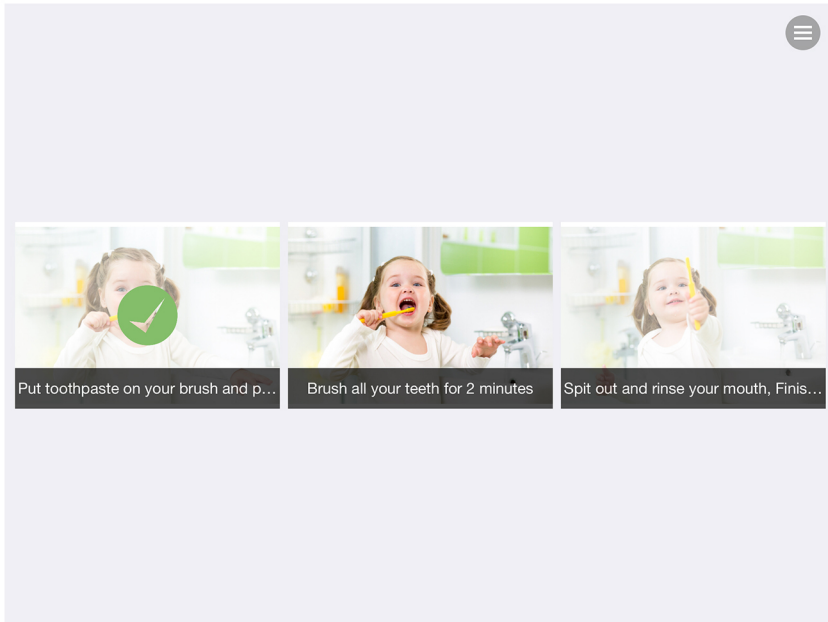 Put toothpaste on your brush and p...
Brush all your teeth for 2 minutes
Spit out and rinse your mouth, Finis...